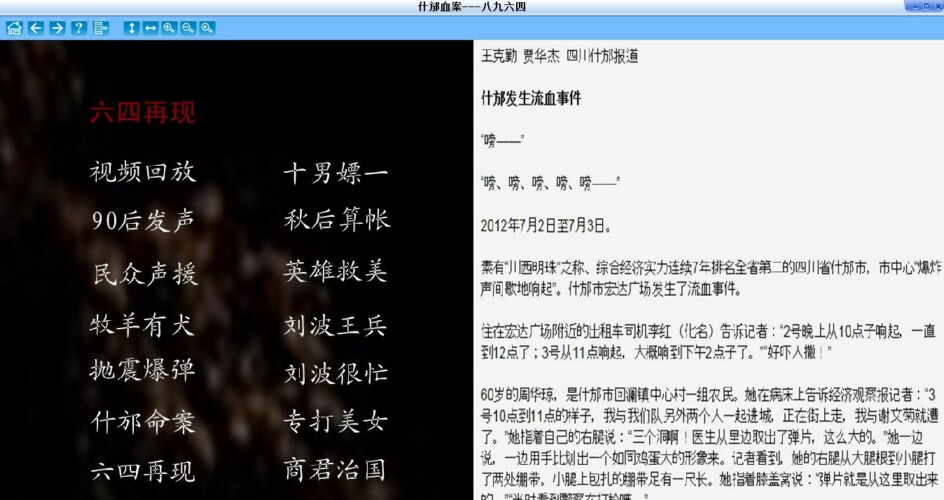 什邡血案---八九六四
六四再现
视频回放 十男嫖一
90后发声 秋后算帐
民众声援 英雄救美
牧羊有犬 刘波王兵
抛震爆弹 刘波很忙
什邡命案 专打美女
六四再现 商君治国
王克勤 贾华杰 四川什邡报道
什邡发生流血事件
“嘭——”
“嘭、嘭、嘭、嘭、嘭——”
2012年7月2日至7月3日。
素有“川西明珠”之称、综合经济实力连续7年排名全省第二的四川省什邡市,市中心“爆炸
声间歇地响起”。什邡市宏达广场发生了流血事件。
住在宏达广场附近的出租车司机李红(化名)告诉记者:“2号晚上从10点子响起,一直
到12点了;3号从11点响起,大概响到下午2点子了。”“好吓人撒!”
60岁的周华琼,是什邡市回澜镇中心村一组农民。她在病床上告诉经济观察报记者:“3
号10点到11点的样子,我与我们队另外两个人一起进城,正在街上走,我与谢文菊就遭
了。”她指着自己的右腿说:“三个洞啊!医生从里边取出了弹片,这么大的。”她一边
说,一边用手比划出一个如同鸡蛋大的形象来。记者看到,她的右腿从大腿根到小腿打
了两处绷带。小腿上包扎的绷带足有一尺长。她指着膝盖窝说:“弹片就是从这里取出来